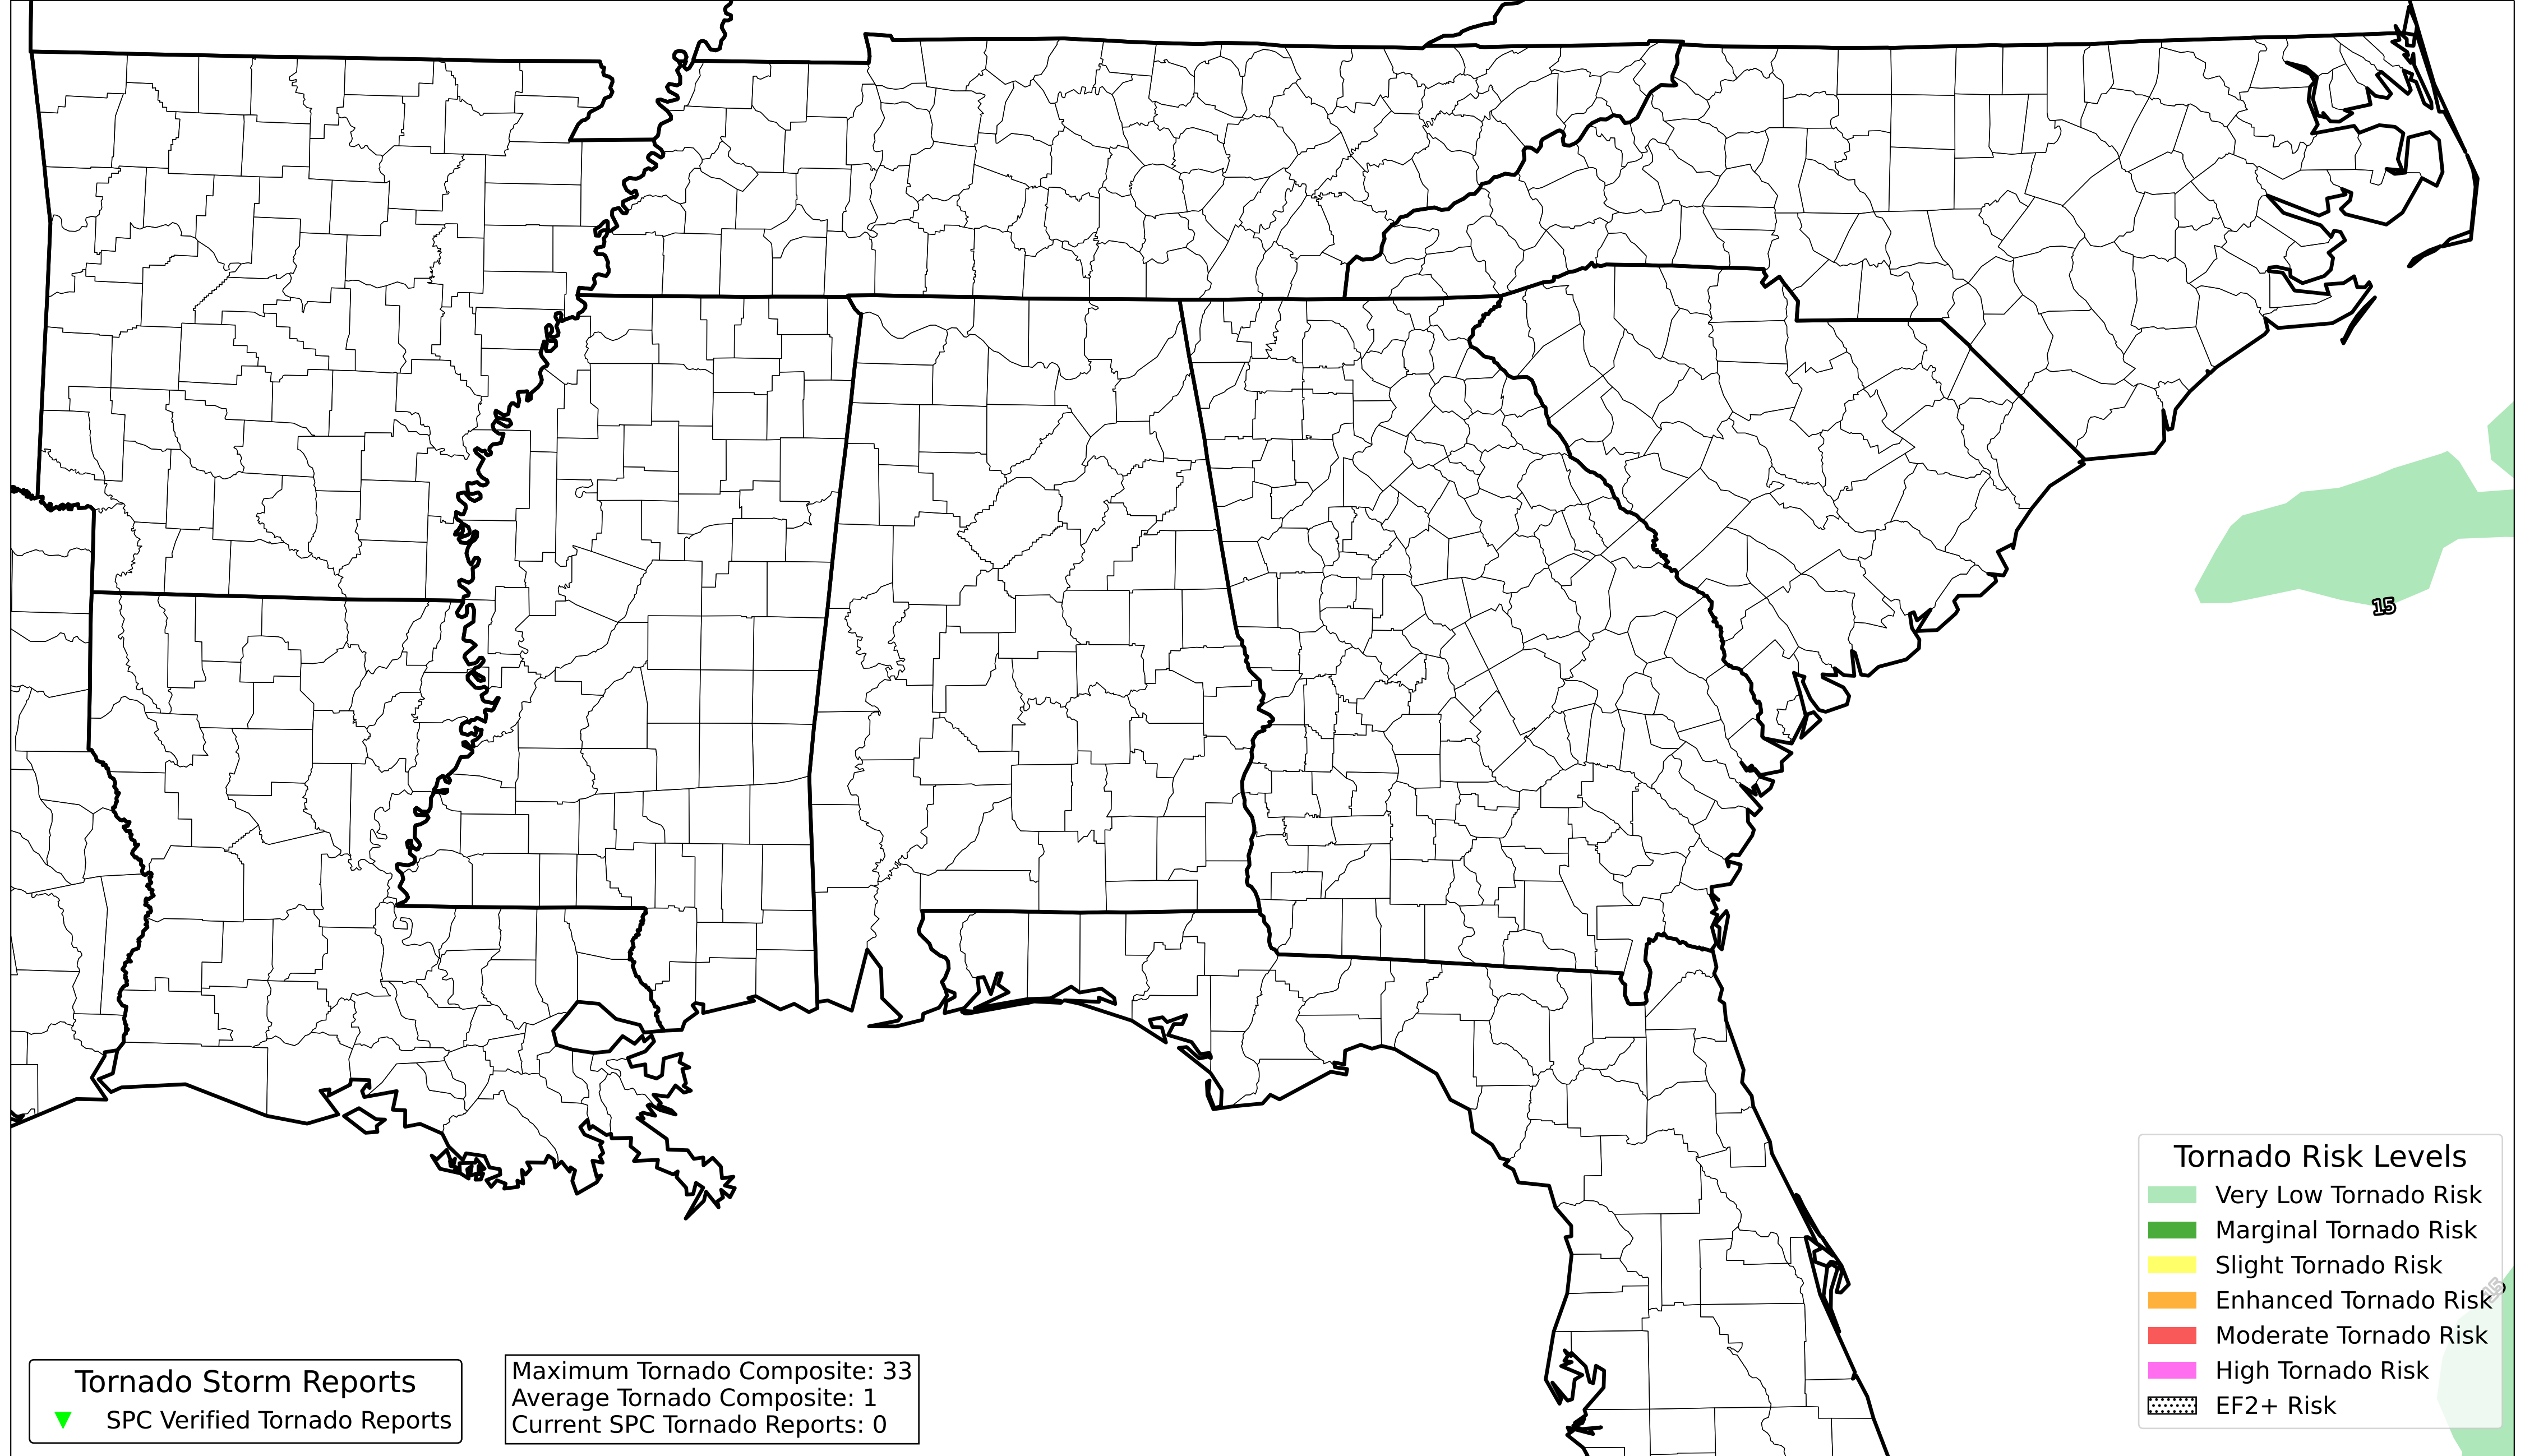 15
Tornado Risk Levels
Very Low Tornado Risk
Marginal Tornado Risk
Slight Tornado Risk
15
Enhanced Tornado Risk
Moderate Tornado Risk
High Tornado Risk
EF2+ Risk
Tornado Storm Reports
SPC Verified Tornado Reports
Maximum Tornado Composite: 33
Average Tornado Composite: 1
Current SPC Tornado Reports: 0